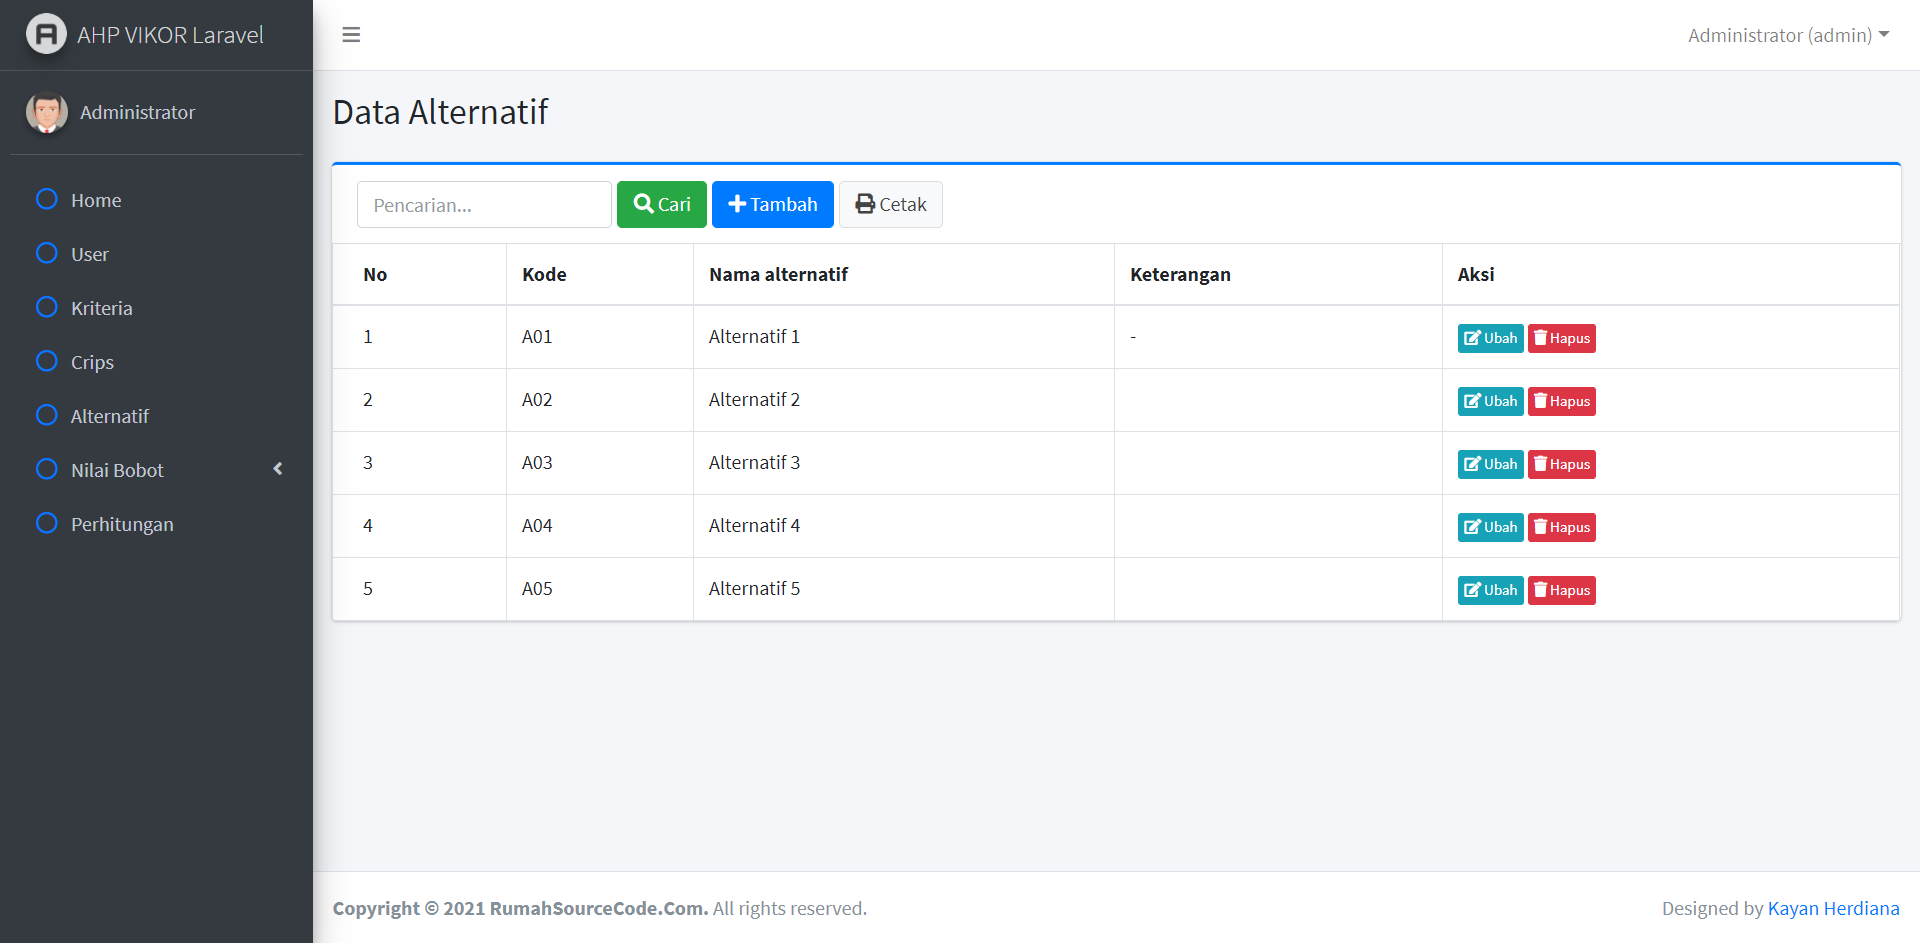 AHP VIKOR Laravel
Administrator (admin)
Administrator
Home
User
Kriteria
Crips
Alternatif
Nilai Bobot
Perhitungan
Data Alternatif
Pencarian... Cari Tambah Cetak
No Kode Nama alternatif Keterangan Aksi
1 A01 Alternatif 1 - Ubah Hapus
2 A02 Alternatif 2 Ubah Hapus
3 A03 Alternatif 3 Ubah Hapus
4 A04 Alternatif 4 Ubah Hapus
5 A05 Alternatif 5 Ubah Hapus
Copyright © 2021 RumahSourceCode.Com. All rights reserved.
Designed by Kayan Herdiana